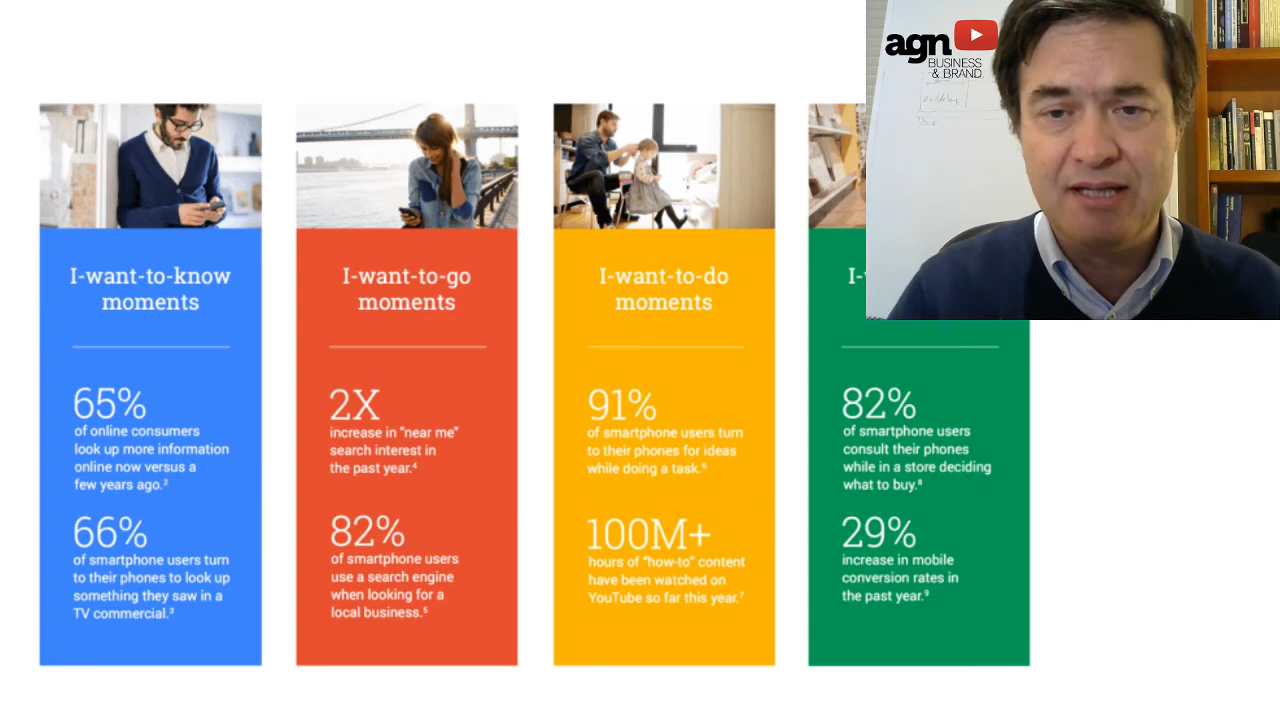 agn
BUSINESS
& BRAND
I-want-to-know
moments
65%
of online consumers
look up more information
online now versus a
few years ago.²
66%
of smartphone users turn
to their phones to look up
something they saw in a
TV commercial.³
I-want-to-go
moments
2X
increase in "near me"
search interest in
the past year.⁴
82%
of smartphone users
use a search engine
when looking for a
local business.⁵
I-want-to-do
moments
91%
of smartphone users turn
to their phones for ideas
while doing a task.⁶
100M+
hours of "how-to" content
have been watched on
YouTube so far this year.⁷
I-
82%
of smartphone users
consult their phones
while in a store deciding
what to buy.⁸
29%
increase in mobile
conversion rates in
the past year.⁹